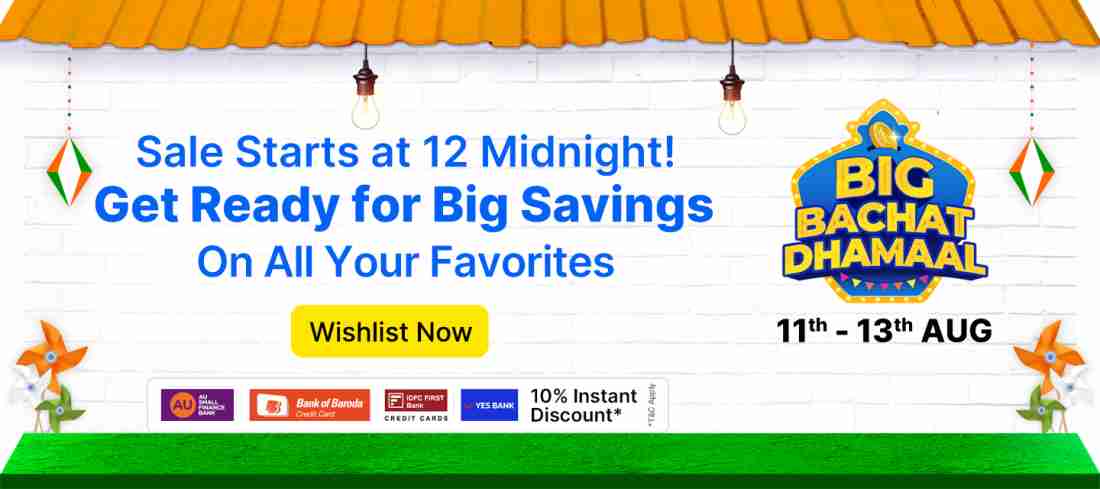 Sale Starts at 12 Midnight!
Get Ready for Big Savings
On All Your Favorites
Wishlist Now
BIG
BACHAT
DHAMAAL
11th - 13th AUG
AU
AU
SMALL
FINANCE
BANK
Bank of Baroda
Credit Card
IDFC FIRST
Bank
CREDIT CARDS
YES BANK
10% Instant
Discount*
*T&C Apply